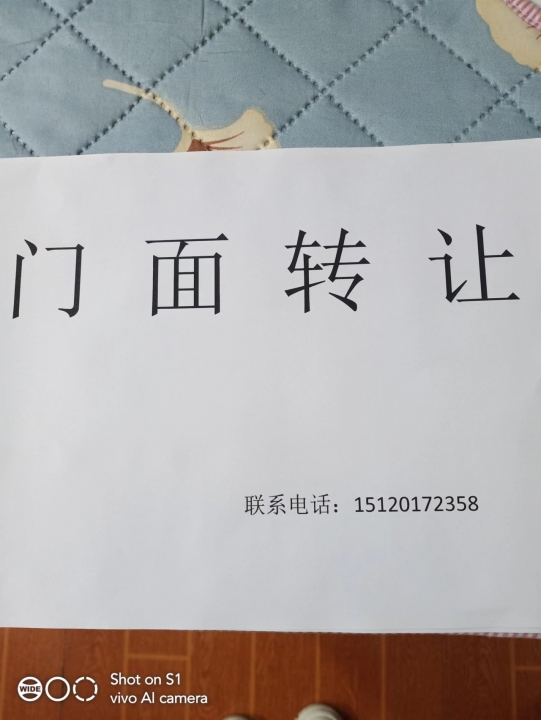 门面转让
联系电话：15120172358
WIDE
Shot on S1
vivo AI camera